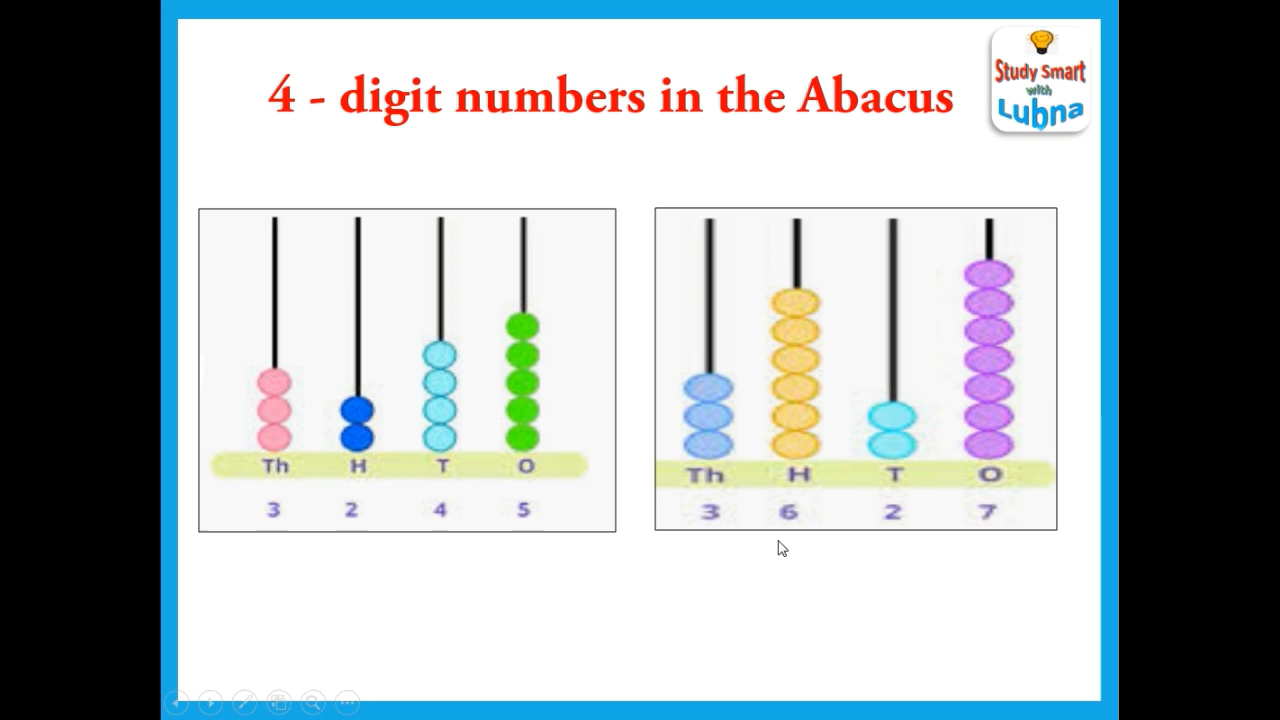 4 - digit numbers in the Abacus
Study Smart
with
Lubna
Th H T O
3 2 4 5
Th H T O
3 6 2 7